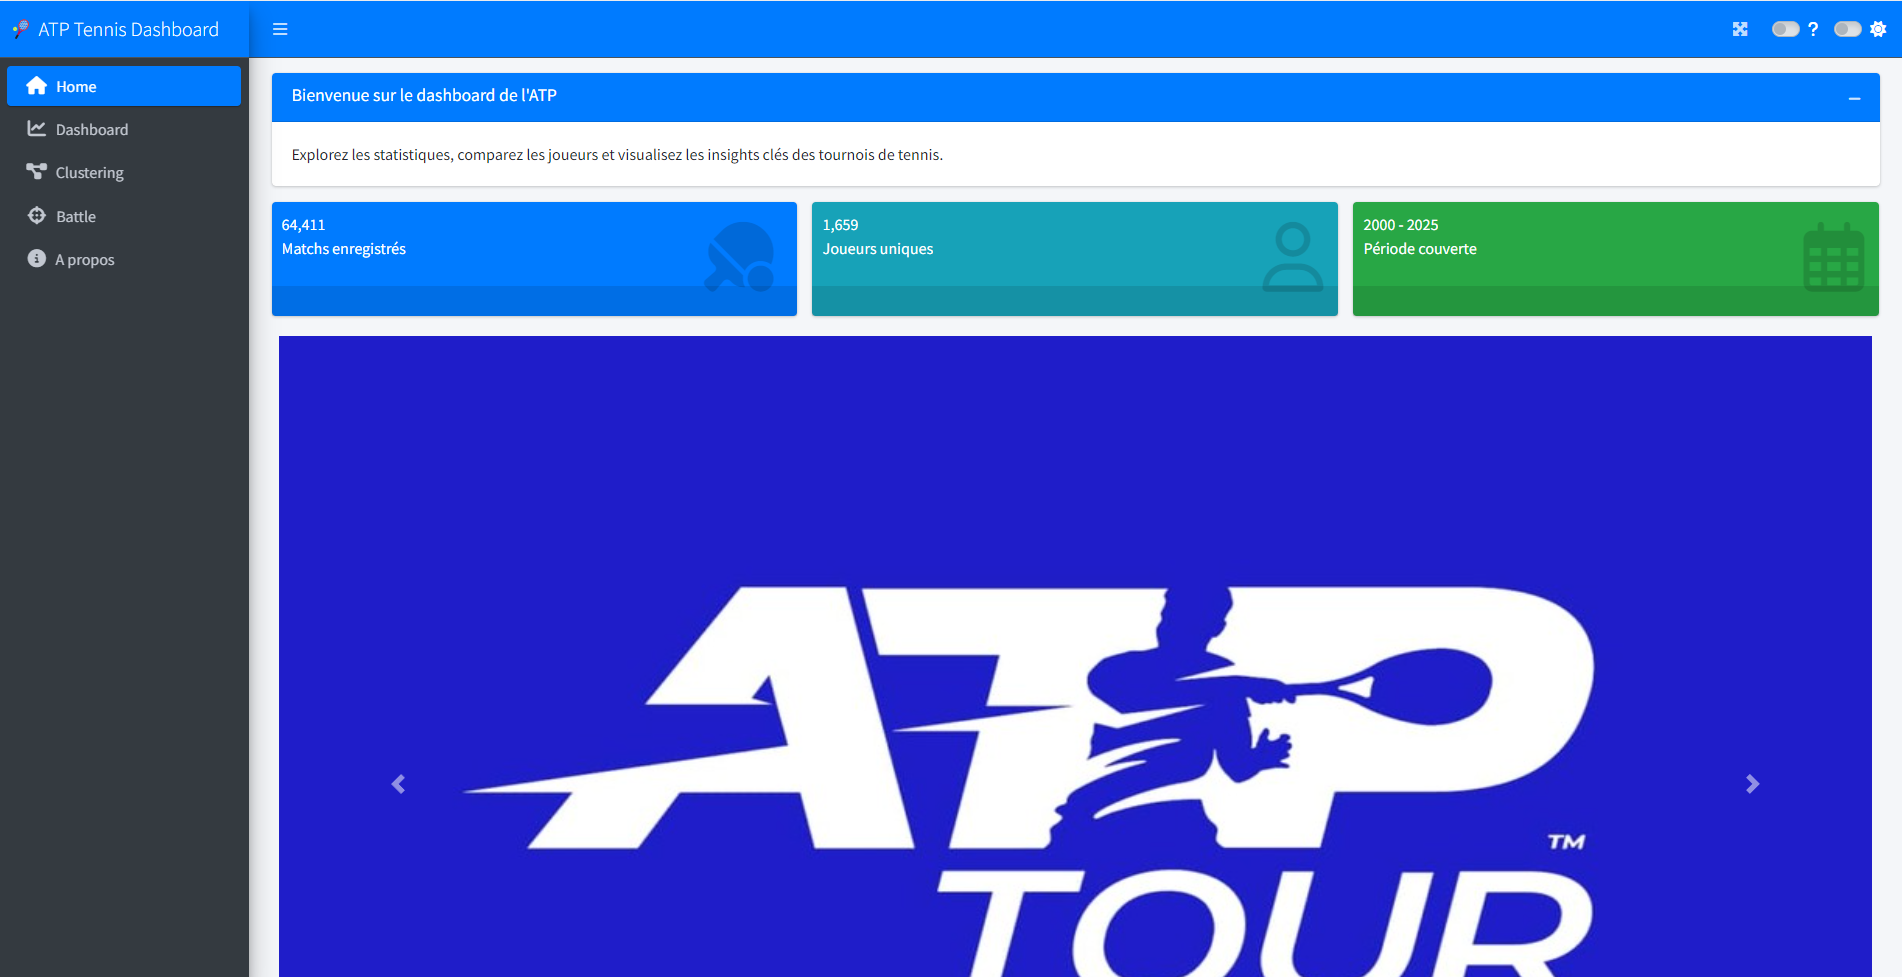 ATP Tennis Dashboard
?
Home
Dashboard
Clustering
Battle
A propos
Bienvenue sur le dashboard de l'ATP
Explorez les statistiques, comparez les joueurs et visualisez les insights clés des tournois de tennis.
64,411
Matchs enregistrés
1,659
Joueurs uniques
2000 - 2025
Période couverte
ATP
TM
TOUR